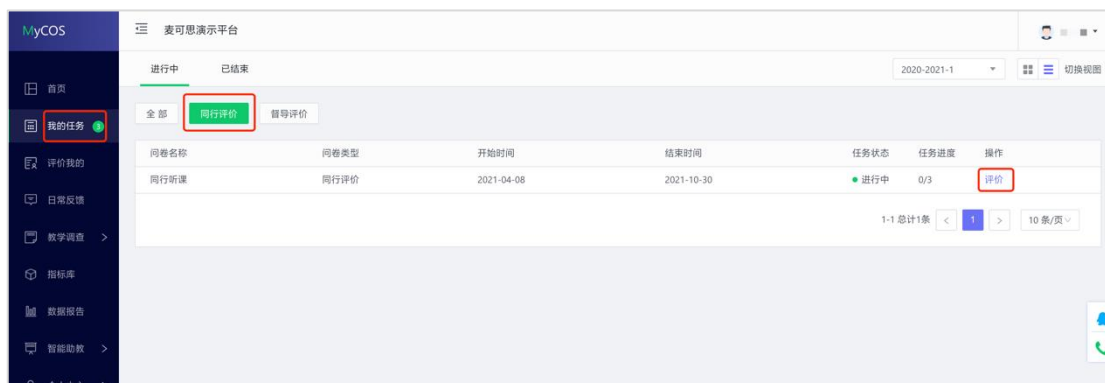 MyCOS
麦可思演示平台
进行中 已结束
2020-2021-1
切换视图
首页
我的任务 3
评价我的
日常反馈
教学调查 >
指标库
数据报告
智能助教 >
全部 同行评价 督导评价
问卷名称 问卷类型 开始时间 结束时间 任务状态 任务进度 操作
同行听课 同行评价 2021-04-08 2021-10-30 进行中 0/3 评价
1-1 总计1条 < 1 > 10 条/页